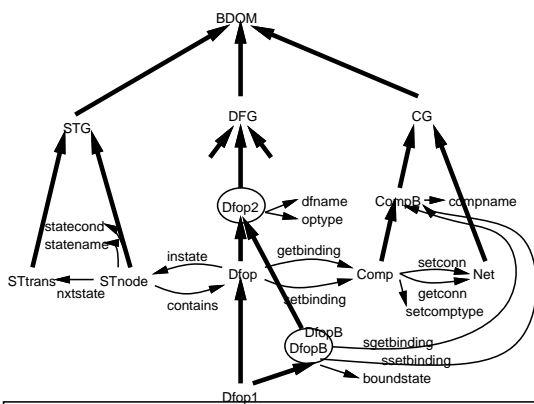 BDOM
STG
DFG
CG
Dfop2
dfname
optype
CompB
compname
statecond
statename
instate
getbinding
setconn
STtrans
nxtstate
STnode
contains
Dfop
setbinding
Comp
getconn
Net
setcomptype
DfopB
DfopB
sgetbinding
ssetbinding
boundstate
Dfop1